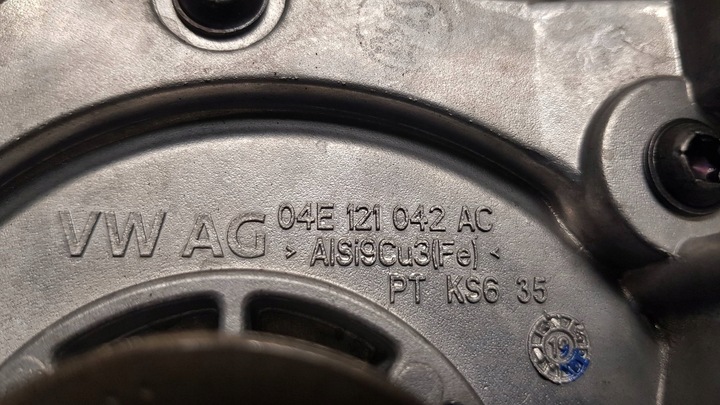 VW AG 04E 121 042 AC
> AlSi9Cu3(Fe) <
PT KS6 35
19